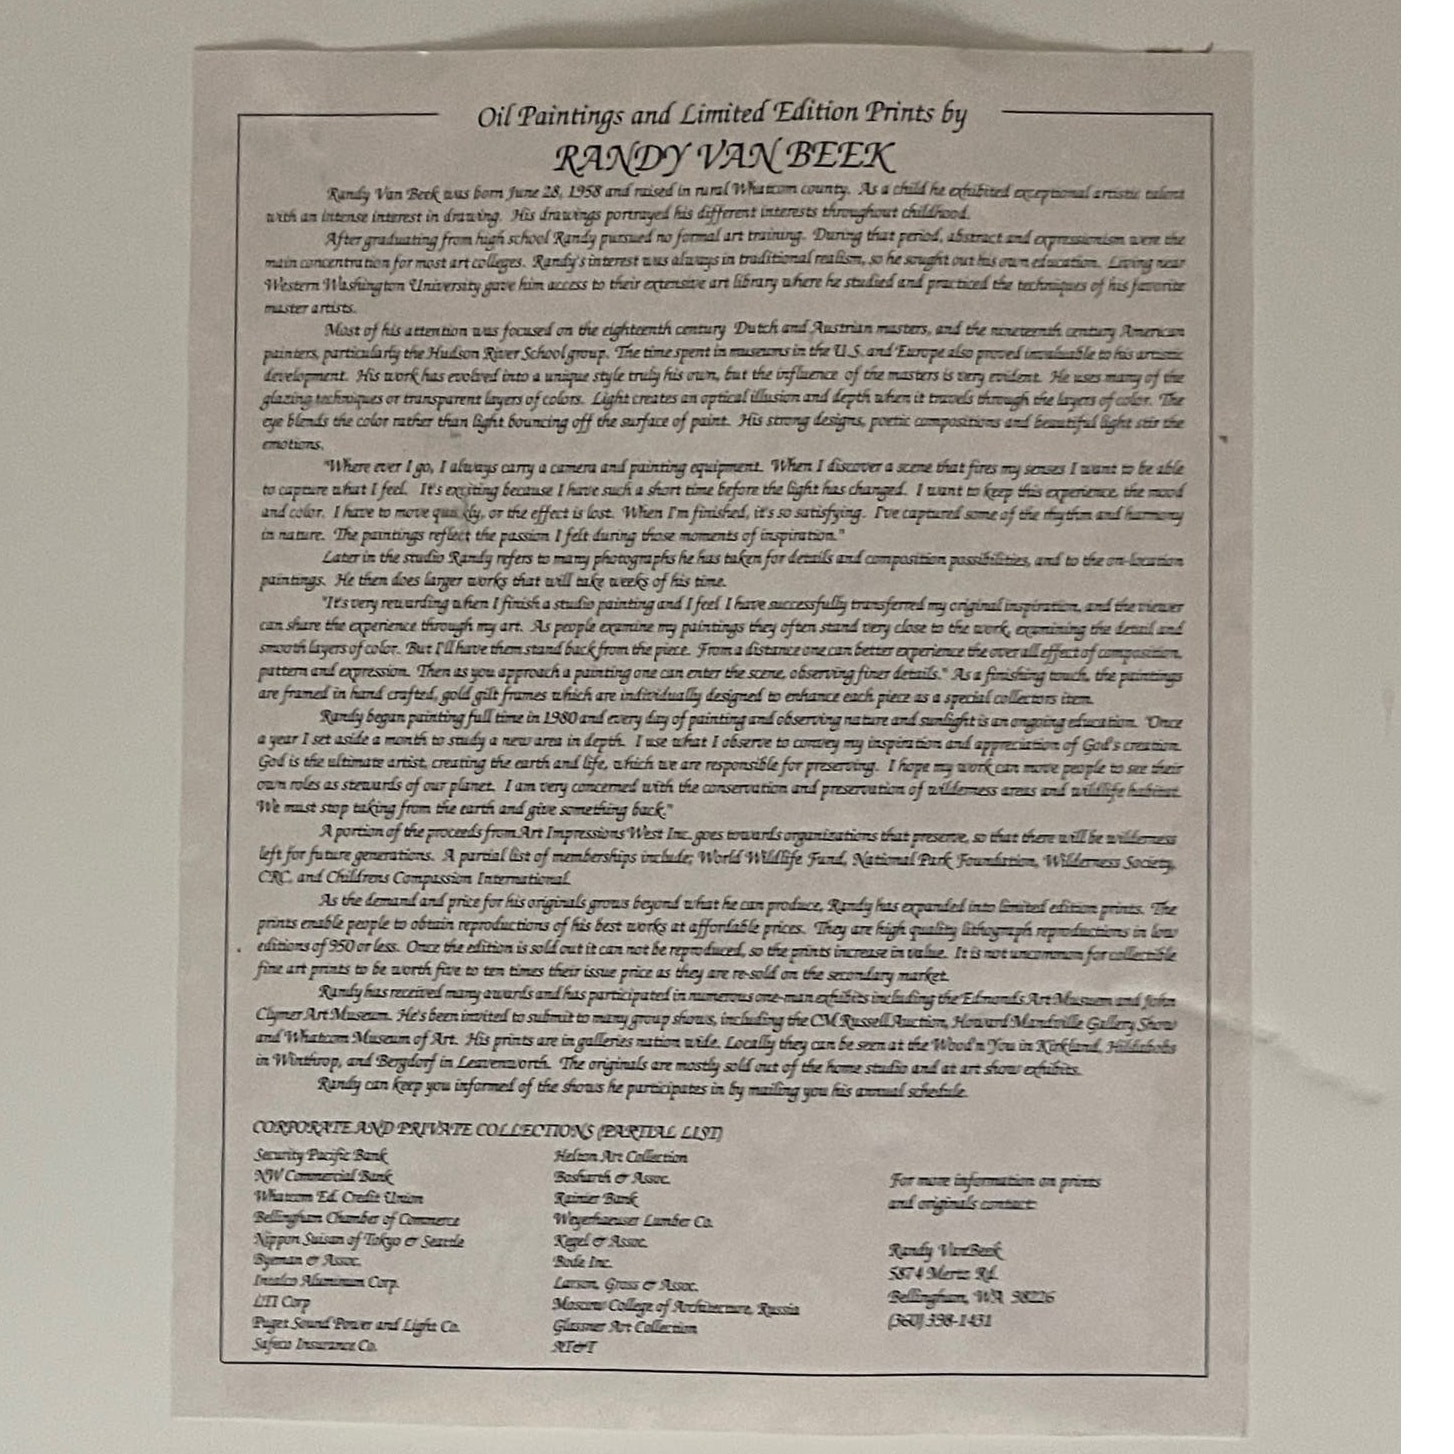 Oil Paintings and Limited Edition Prints by
RANDY VAN BEEK
Randy Van Beek was born June 28, 1958 and raised in rural Whatcom county. As a child he exhibited exceptional artistic talent
with an intense interest in drawing. His drawings portrayed his different interests throughout childhood.
After graduating from high school Randy pursued no formal art training. During that period, abstract and expressionism were the
main concentration for most art colleges. Randy's interest was always in traditional realism, so he sought out his own education. Living near
Western Washington University gave him access to their extensive art library where he studied and practiced the techniques of his favorite
master artists.
Most of his attention was focused on the eighteenth century Dutch and Austrian masters, and the nineteenth century American
painters, particularly the Hudson River School group. The time spent in museums in the U.S. and Europe also proved invaluable to his artistic
development. His work has evolved into a unique style truly his own, but the influence of the masters is very evident. He uses many of the
glazing techniques or transparent layers of colors. Light creates an optical illusion and depth when it travels through the layers of color. The
eye blends the color rather than light bouncing off the surface of paint. His strong designs, poetic compositions and beautiful light stir the
emotions.
"Where ever I go, I always carry a camera and painting equipment. When I discover a scene that fires my senses I want to be able
to capture what I feel. It's exciting because I have such a short time before the light has changed. I want to keep this experience, the mood
and color. I have to move quickly, or the effect is lost. When I'm finished, it's so satisfying. I've captured some of the rhythm and harmony
in nature. The paintings reflect the passion I felt during those moments of inspiration."
Later in the studio Randy refers to many photographs he has taken for details and composition possibilities, and to the on-location
paintings. He then does larger works that will take weeks of his time.
"It's very rewarding when I finish a studio painting and I feel I have successfully transferred my original inspiration, and the viewer
can share the experience through my art. As people examine my paintings they often stand very close to the work, examining the detail and
smooth layers of color. But I'll have them stand back from the piece. From a distance one can better experience the over all effect of composition,
pattern and expression. Then as you approach a painting one can enter the scene, observing finer details." As a finishing touch, the paintings
are framed in hand crafted, gold gilt frames which are individually designed to enhance each piece as a special collectors item.
Randy began painting full time in 1980 and every day of painting and observing nature and sunlight is an ongoing education. "Once
a year I set aside a month to study a new area in depth. I use what I observe to convey my inspiration and appreciation of God's creation.
God is the ultimate artist, creating the earth and life, which we are responsible for preserving. I hope my work can move people to see their
own roles as stewards of our planet. I am very concerned with the conservation and preservation of wilderness areas and wildlife habitat.
We must stop taking from the earth and give something back."
A portion of the proceeds from Art Impressions West Inc. goes towards organizations that preserve, so that there will be wilderness
left for future generations. A partial list of memberships include; World Wildlife Fund, National Park Foundation, Wilderness Society,
CRC, and Childrens Compassion International.
As the demand and price for his originals grows beyond what he can produce, Randy has expanded into limited edition prints. The
prints enable people to obtain reproductions of his best works at affordable prices. They are high quality lithograph reproductions in low
editions of 950 or less. Once the edition is sold out it can not be reproduced, so the prints increase in value. It is not uncommon for collectible
fine art prints to be worth five to ten times their issue price as they are re-sold on the secondary market.
Randy has received many awards and has participated in numerous one-man exhibits including the Edmonds Art Musuem and John
Clymer Art Museum. He's been invited to submit to many group shows, including the CM Russell Auction, Howard Mandville Gallery Show
and Whatcom Museum of Art. His prints are in galleries nation wide. Locally they can be seen at the Wood n You in Kirkland, Hildabobs
in Winthrop, and Bergdorf in Leavenworth. The originals are mostly sold out of the home studio and at art show exhibits.
Randy can keep you informed of the shows he participates in by mailing you his annual schedule.
CORPORATE AND PRIVATE COLLECTIONS (PARTIAL LIST)
Security Pacific Bank
NW Commercial Bank
Whatcom Ed. Credit Union
Bellingham Chamber of Commerce
Nippon Suisan of Tokyo & Seattle
Byeman & Assoc.
Intalco Aluminum Corp.
LTI Corp
Puget Sound Power and Light Co.
Safeco Insurance Co.
Helton Art Collection
Bosharth & Assoc.
Rainier Bank
Weyerhaeuser Lumber Co.
Kegel & Assoc.
Bode Inc.
Larson, Gross & Assoc.
Moscow College of Architecture, Russia
Glassner Art Collection
AT&T
For more information on prints
and originals contact:
Randy VanBeek
5874 Mertz Rd.
Bellingham, WA 98226
(360) 398-1431